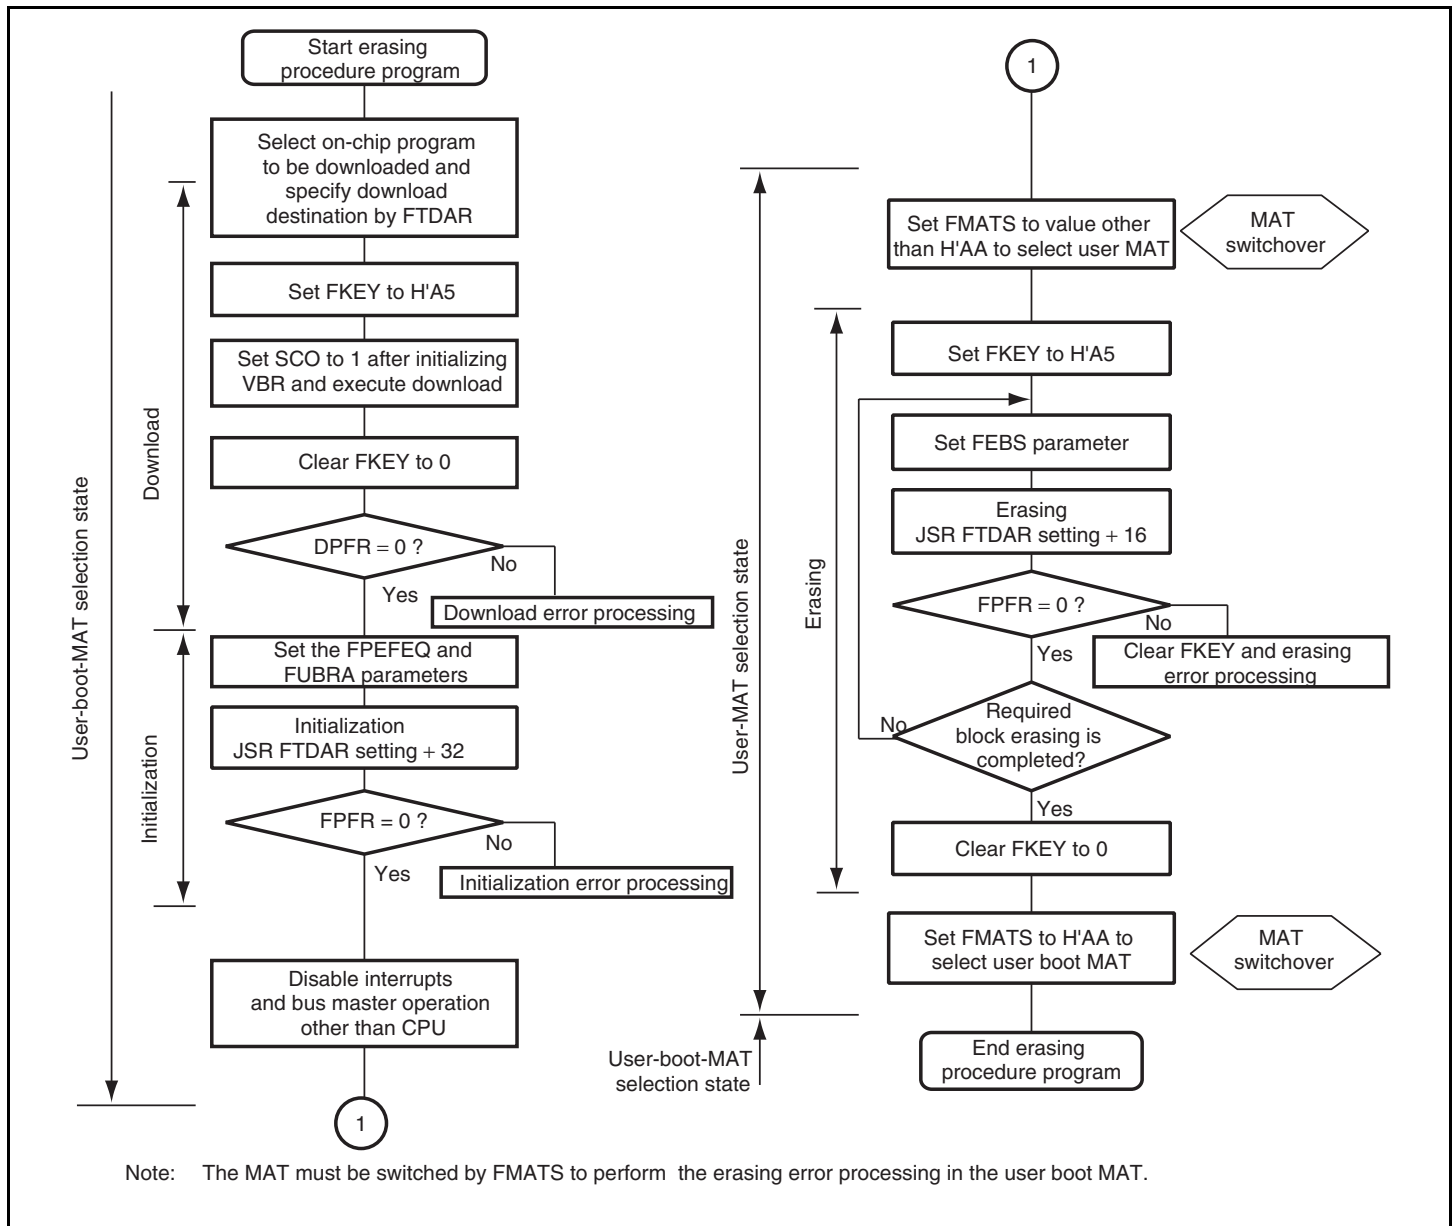 Start erasing
procedure program
Select on-chip program
to be downloaded and
specify download
destination by FTDAR
Set FKEY to H'A5
Set SCO to 1 after initializing
VBR and execute download
Clear FKEY to 0
DPFR = 0 ?
No
Yes
Download error processing
Set the FPEFEQ and
FUBRA parameters
Initialization
JSR FTDAR setting + 32
FPFR = 0 ?
No
Yes
Initialization error processing
Disable interrupts
and bus master operation
other than CPU
1
User-boot-MAT selection state
Download
Initialization
1
Set FMATS to value other
than H'AA to select user MAT
MAT
switchover
Set FKEY to H'A5
Set FEBS parameter
Erasing
JSR FTDAR setting + 16
FPFR = 0 ?
No
Yes
Clear FKEY and erasing
error processing
Required
block erasing is
completed?
No
Yes
Clear FKEY to 0
Set FMATS to H'AA to
select user boot MAT
MAT
switchover
End erasing
procedure program
User-MAT selection state
Erasing
User-boot-MAT
selection state
Note: The MAT must be switched by FMATS to perform the erasing error processing in the user boot MAT.